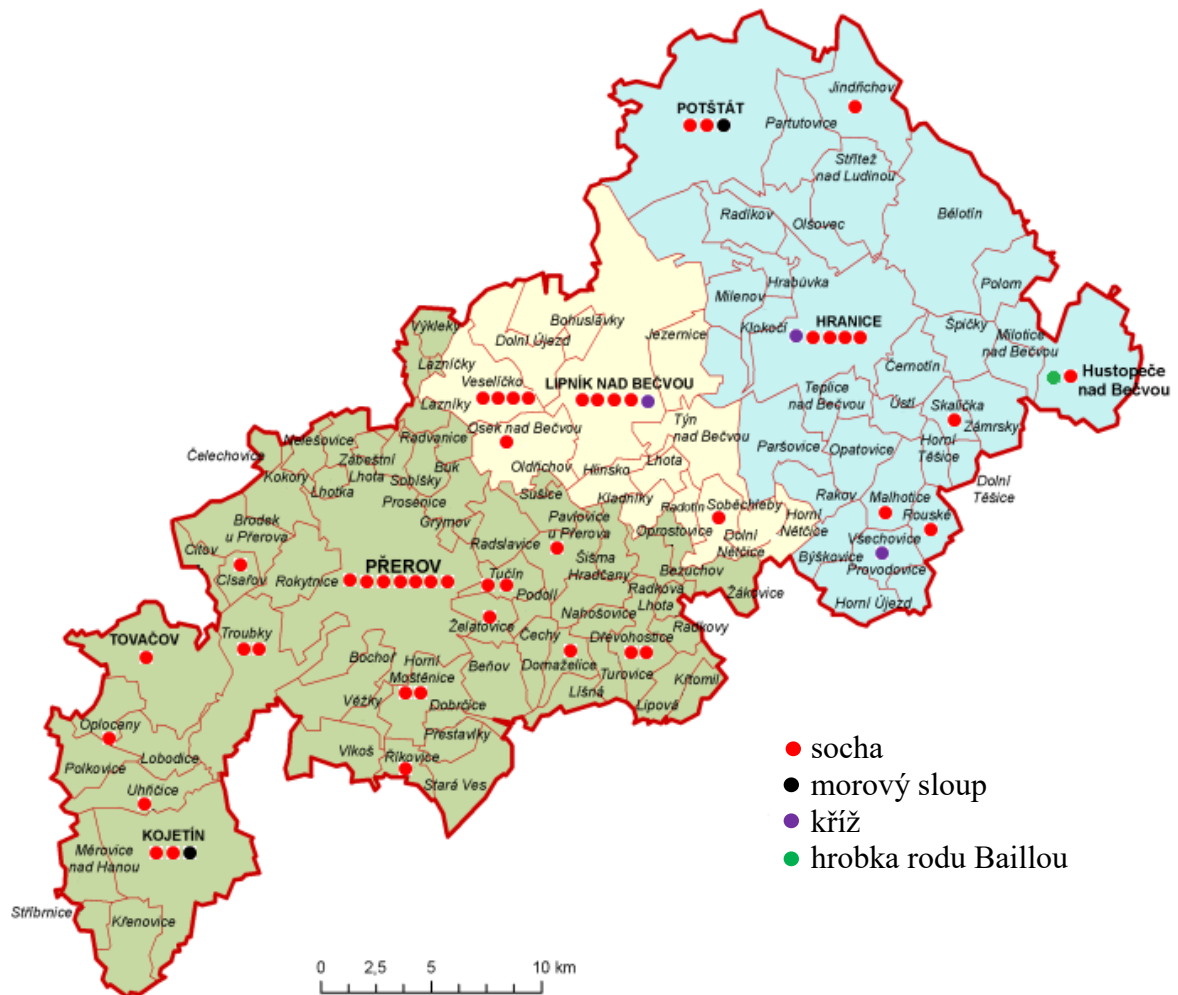 Jindřichov
POTŠTÁT
Partutovice
Střítež
nad Ludinou
Radíkov
Olšovec
Bělotín
Polom
Hrabůvka
Milenov
Výkleky
Bohuslávky
Dolní Újezd
Jezernice
Klokočí
HRANICE
Špičky
Milotice
nad Bečvou
Lazníčky
Černotín
Hustopeče
nad Bečvou
Veselíčko
LIPNÍK NAD BEČVOU
Teplice
nad Bečvou
Ústí
Skalička
Lazníky
Týn
nad Bečvou
Zámrsky
Osek nad Bečvou
Nelešovice
Radvanice
Paršovice
Opatovice
Horní
Těšice
Čelechovice
Zábeštní
Lhota
Buk
Oldřichov
Hlinsko
Lhota
Kokory
Sobíšky
Dolní
Těšice
Lhotka
Prosenice
Sušice
Kladníky
Rakov
Malhotice
Radotín
Soběchleby
Horní
Nětčice
Rouské
Brodek
u Přerova
Grymov
Pavlovice
u Přerova
Oprostovice
Dolní
Nětčice
Radslavice
Všechovice
Citov
Šišma
Býškovice
PŘEROV
Hradčany
Bezuchov
Provodovice
Císařov
Rokytnice
Tučín
Podolí
Radkova
Lhota
Žákovice
Horní Újezd
Nahošovice
Želatovice
Radkovy
TOVAČOV
Troubky
Čechy
Dřevohostice
Bochoř
Horní
Moštěnice
Beňov
Domaželice
Turovice
Křtomil
Líšná
Věžky
Dobrčice
Lipová
Oplocany
Přestavlky
Vlkoš
Lobodice
Říkovice
Polkovice
Stará Ves
Uhřičice
KOJETÍN
Měrovice
nad Hanou
Stříbrnice
Křenovice
socha
morový sloup
kříž
hrobka rodu Baillou
0 2,5 5 10 km